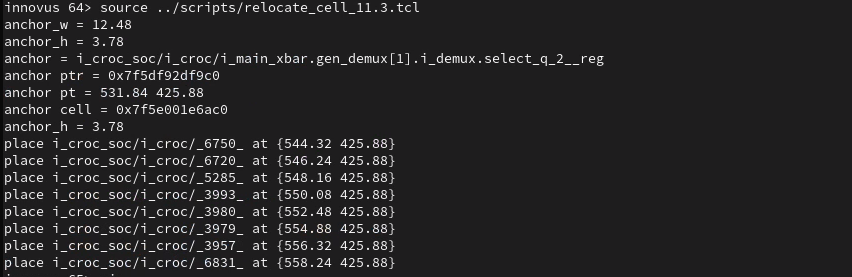 innovus 64> source ../scripts/relocate_cell_11.3.tcl
anchor_w = 12.48
anchor_h = 3.78
anchor = i_croc_soc/i_croc/i_main_xbar.gen_demux[1].i_demux.select_q_2__reg
anchor ptr = 0x7f5df92df9c0
anchor pt = 531.84 425.88
anchor cell = 0x7f5e001e6ac0
anchor_h = 3.78
place i_croc_soc/i_croc/_6750_ at {544.32 425.88}
place i_croc_soc/i_croc/_6720_ at {546.24 425.88}
place i_croc_soc/i_croc/_5285_ at {548.16 425.88}
place i_croc_soc/i_croc/_3993_ at {550.08 425.88}
place i_croc_soc/i_croc/_3980_ at {552.48 425.88}
place i_croc_soc/i_croc/_3979_ at {554.88 425.88}
place i_croc_soc/i_croc/_3957_ at {556.32 425.88}
place i_croc_soc/i_croc/_6831_ at {558.24 425.88}